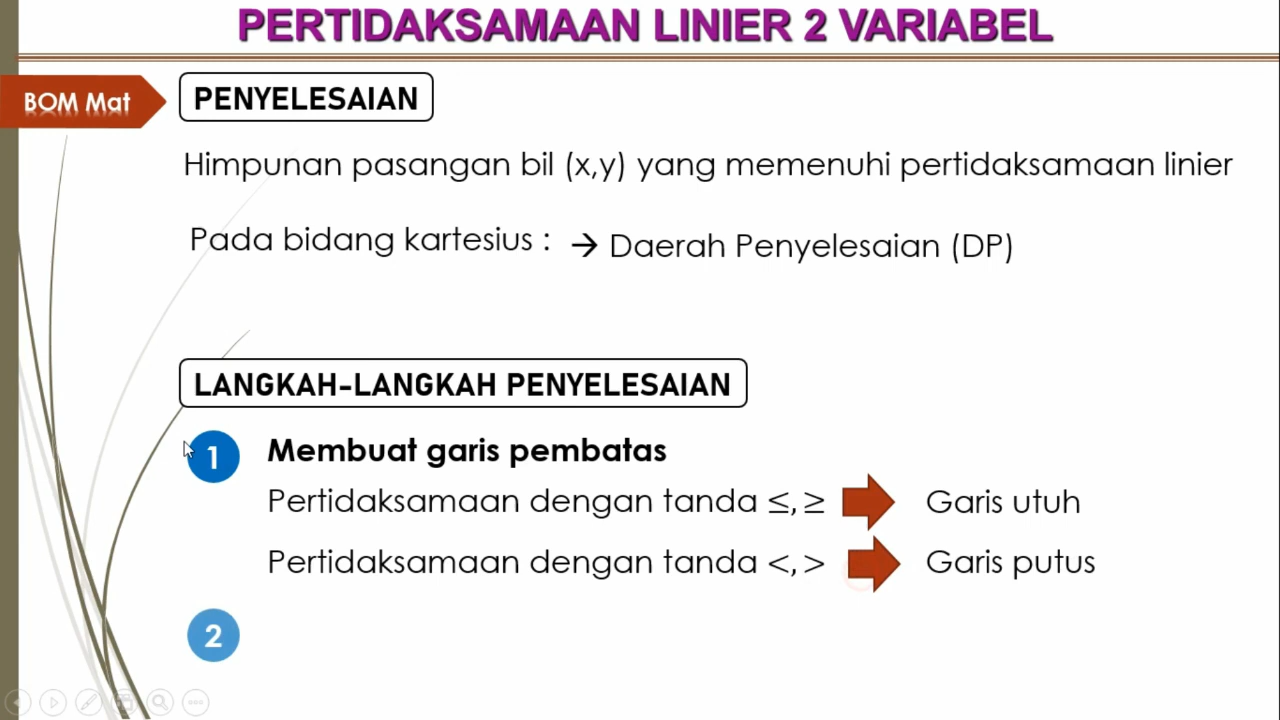 PERTIDAKSAMAAN LINIER 2 VARIABEL
BOM Mat
PENYELESAIAN
Himpunan pasangan bil (x,y) yang memenuhi pertidaksamaan linier
Pada bidang kartesius : → Daerah Penyelesaian (DP)
LANGKAH-LANGKAH PENYELESAIAN
1 Membuat garis pembatas
Pertidaksamaan dengan tanda ≤, ≥ Garis utuh
Pertidaksamaan dengan tanda <, > Garis putus
2